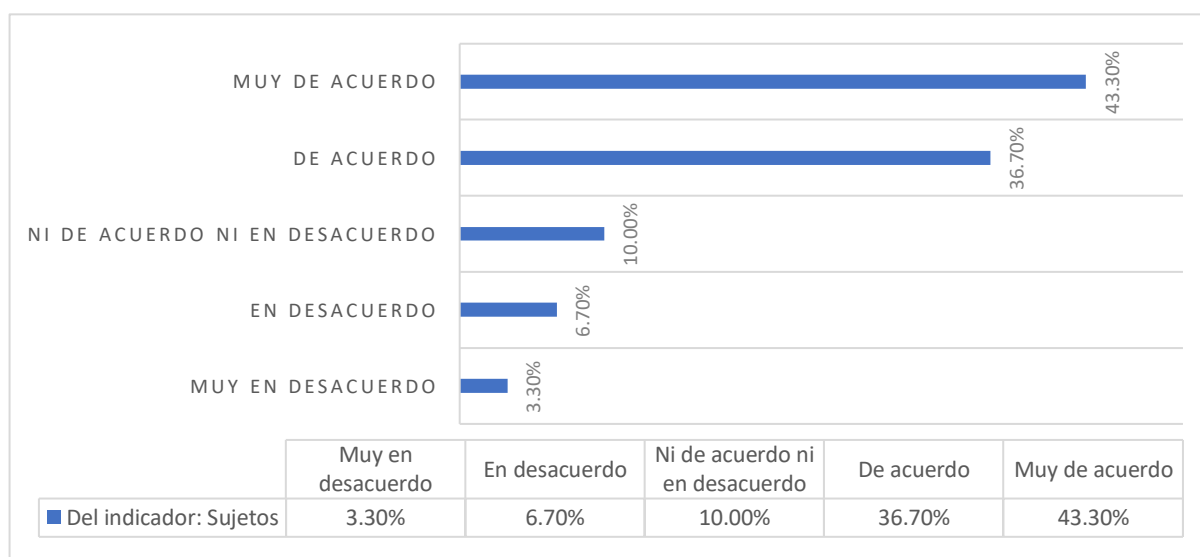 MUY DE ACUERDO
43.30%
DE ACUERDO
36.70%
NI DE ACUERDO NI EN DESACUERDO
10.00%
EN DESACUERDO
6.70%
MUY EN DESACUERDO
3.30%
Muy en
desacuerdo
En desacuerdo
Ni de acuerdo ni
en desacuerdo
De acuerdo
Muy de acuerdo
Del indicador: Sujetos
3.30%
6.70%
10.00%
36.70%
43.30%